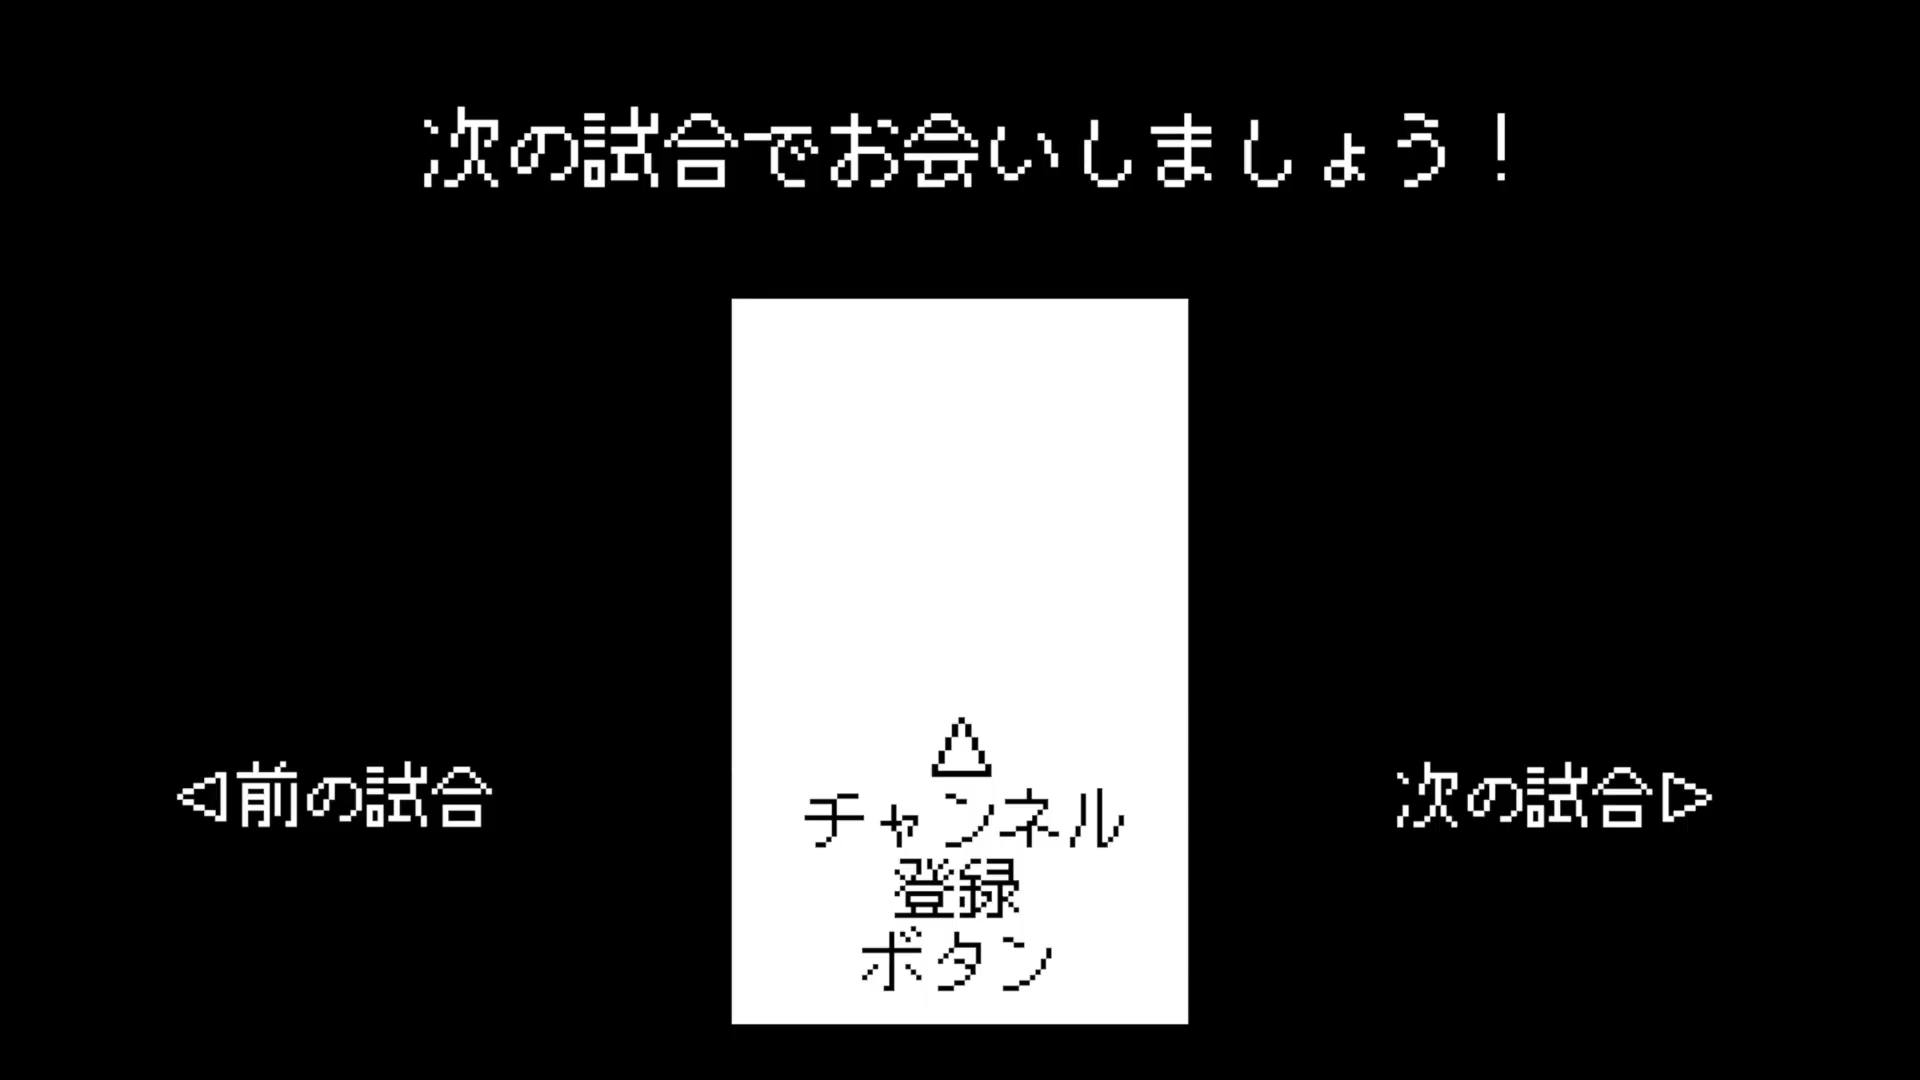 次の試合でお会いしましょう！
◁前の試合
△
チャンネル
登録
ボタン
次の試合▷